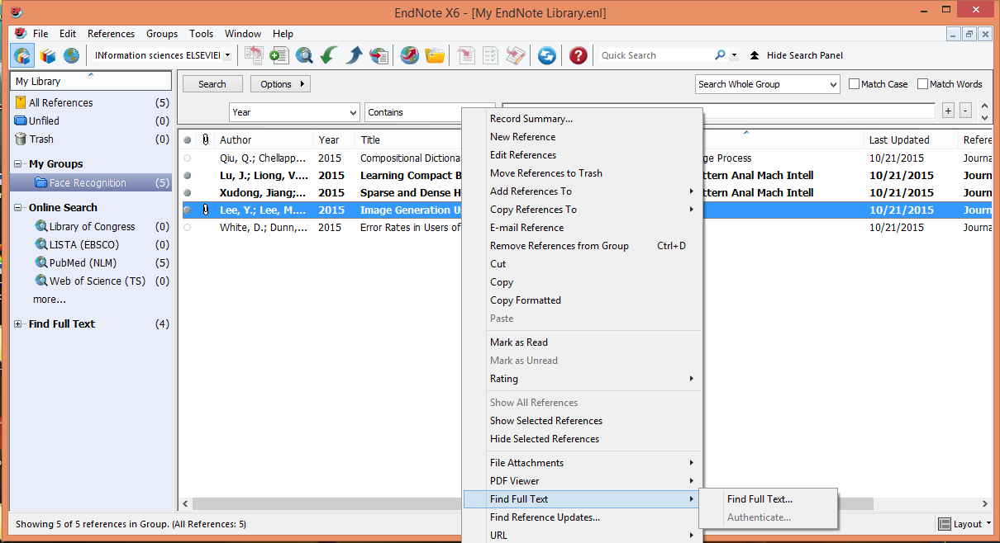 EndNote X6 - [My EndNote Library.enl]
File Edit References Groups Tools Window Help
INformation sciences ELSEVIEI
Quick Search
Hide Search Panel
My Library
All References (5)
Unfiled (0)
Trash (0)
My Groups
Face Recognition (5)
Online Search
Library of Congress (0)
LISTA (EBSCO) (0)
PubMed (NLM) (5)
Web of Science (TS) (0)
more...
Find Full Text (4)
Search Options
Search Whole Group
Match Case Match Words
Year Contains
+ -
Author Year Title Last Updated Refere
Qiu, Q.; Chellapp... 2015 Compositional Dictiona ge Process 10/21/2015 Journa
Lu, J.; Liong, V.... 2015 Learning Compact B ttern Anal Mach Intell 10/21/2015 Journ
Xudong, Jiang;... 2015 Sparse and Dense H ttern Anal Mach Intell 10/21/2015 Journ
Lee, Y.; Lee, M.... 2015 Image Generation U 10/21/2015 Journ
White, D.; Dunn,... 2015 Error Rates in Users of 10/21/2015 Journa
Record Summary...
New Reference
Edit References
Move References to Trash
Add References To
Copy References To
E-mail Reference
Remove References from Group Ctrl+D
Cut
Copy
Copy Formatted
Paste
Mark as Read
Mark as Unread
Rating
Show All References
Show Selected References
Hide Selected References
File Attachments
PDF Viewer
Find Full Text
Find Reference Updates...
URL
Find Full Text...
Authenticate...
Showing 5 of 5 references in Group. (All References: 5)
Layout